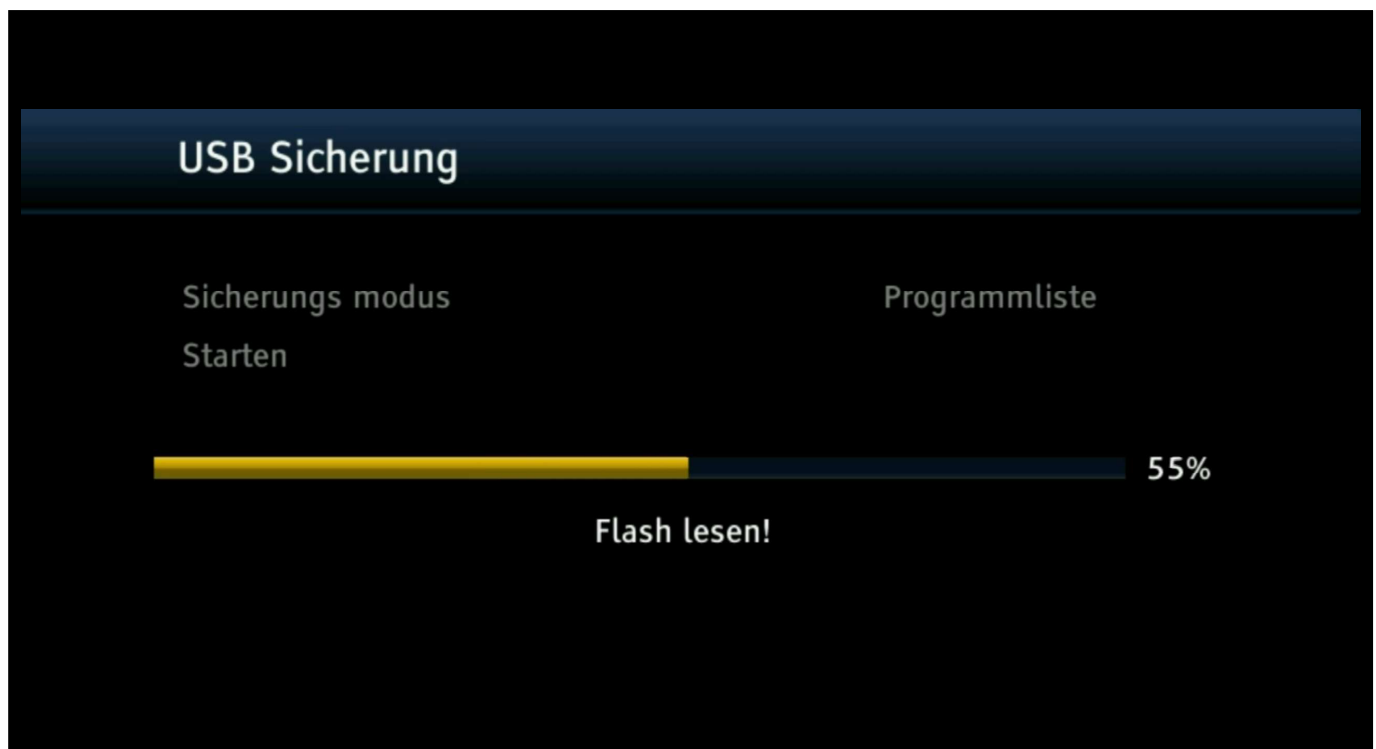 USB Sicherung
Sicherungs modus Programmliste
Starten
55%
Flash lesen!